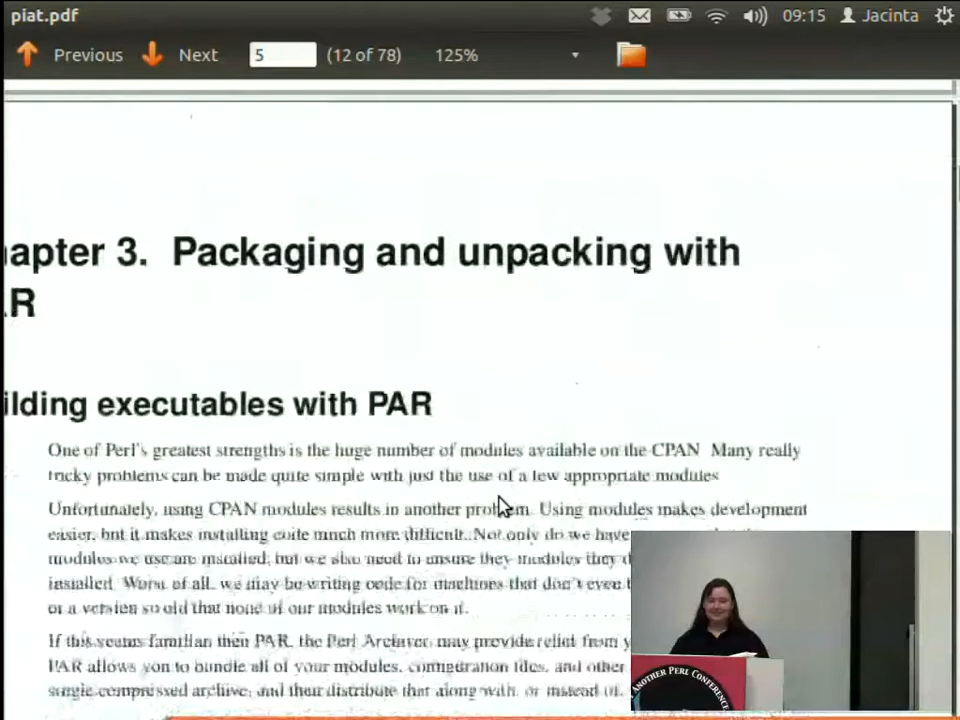 piat.pdf 09:15 Jacinta
Previous Next 5 (12 of 78) 125%
hapter 3. Packaging and unpacking with
AR
ilding executables with PAR
One of Perl's greatest strengths is the huge number of modules available on the CPAN Many really
tricky problems can be made quite simple with just the use of a few appropriate modules
Unfortunately, using CPAN modules results in another problem. Using modules makes development
easier, but it makes installing code much more difficult. Not only do we have
modules we use are installed, but we also need to ensure they modules they d
installed. Worst of all, we may be writing code for machines that don't even
or a version so old that none of our modules work on it.
If this seems familiar then PAR, the Perl Archiver may provide relief from y
PAR allows you to bundle all of your modules, configuration files, and other
single compressed archive, and then distribute that along with, or instead of,
ANOTHER PERL CONFERENCE